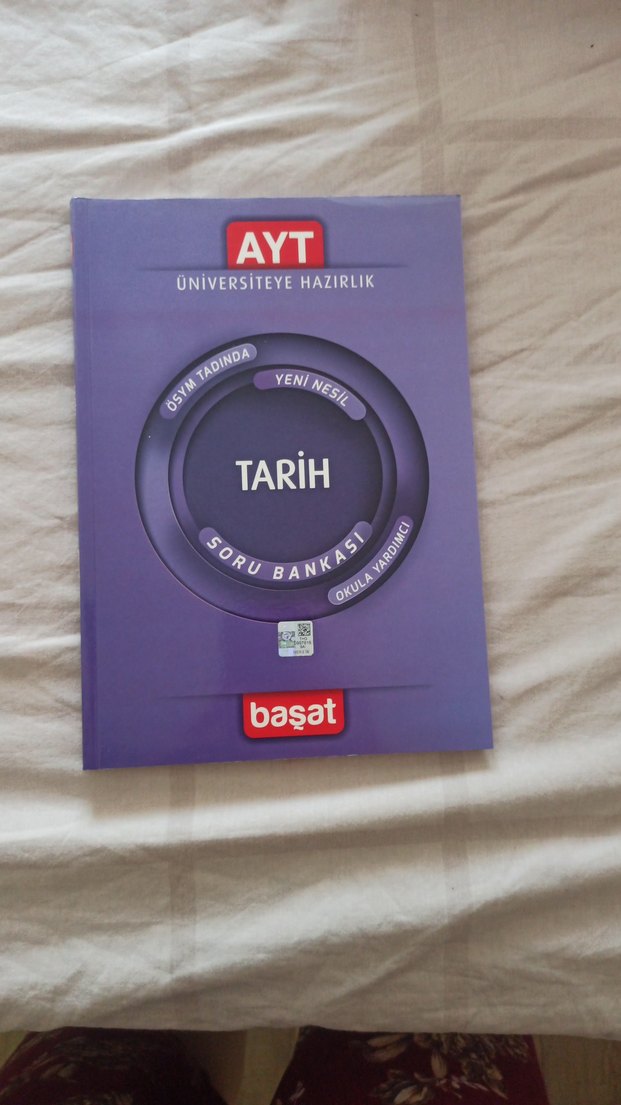 AYT
ÜNİVERSİTEYE HAZIRLIK
ÖSYM TADINDA
YENİ NESİL
TARİH
SORU BANKASI
OKULA YARDIMCI
başat